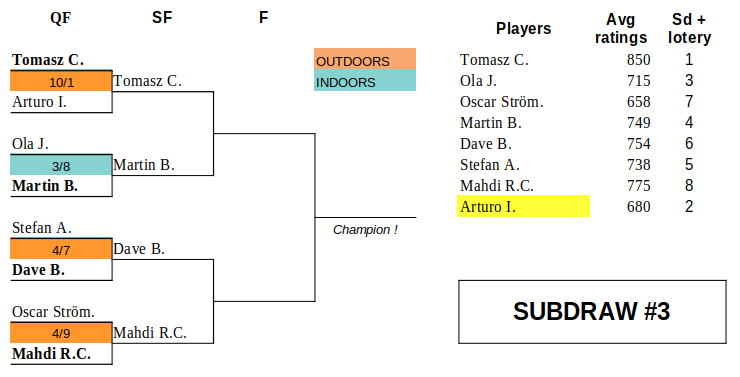 QF SF F
Tomasz C.
10/1 Tomasz C.
Arturo I.
Ola J.
3/8 Martin B.
Martin B.
Stefan A.
4/7 Dave B.
Dave B.
Oscar Ström.
4/9 Mahdi R.C.
Mahdi R.C.
OUTDOORS
INDOORS
Champion !
Players Avg ratings Sd + lotery
Tomasz C. 850 1
Ola J. 715 3
Oscar Ström. 658 7
Martin B. 749 4
Dave B. 754 6
Stefan A. 738 5
Mahdi R.C. 775 8
Arturo I. 680 2
SUBDRAW #3